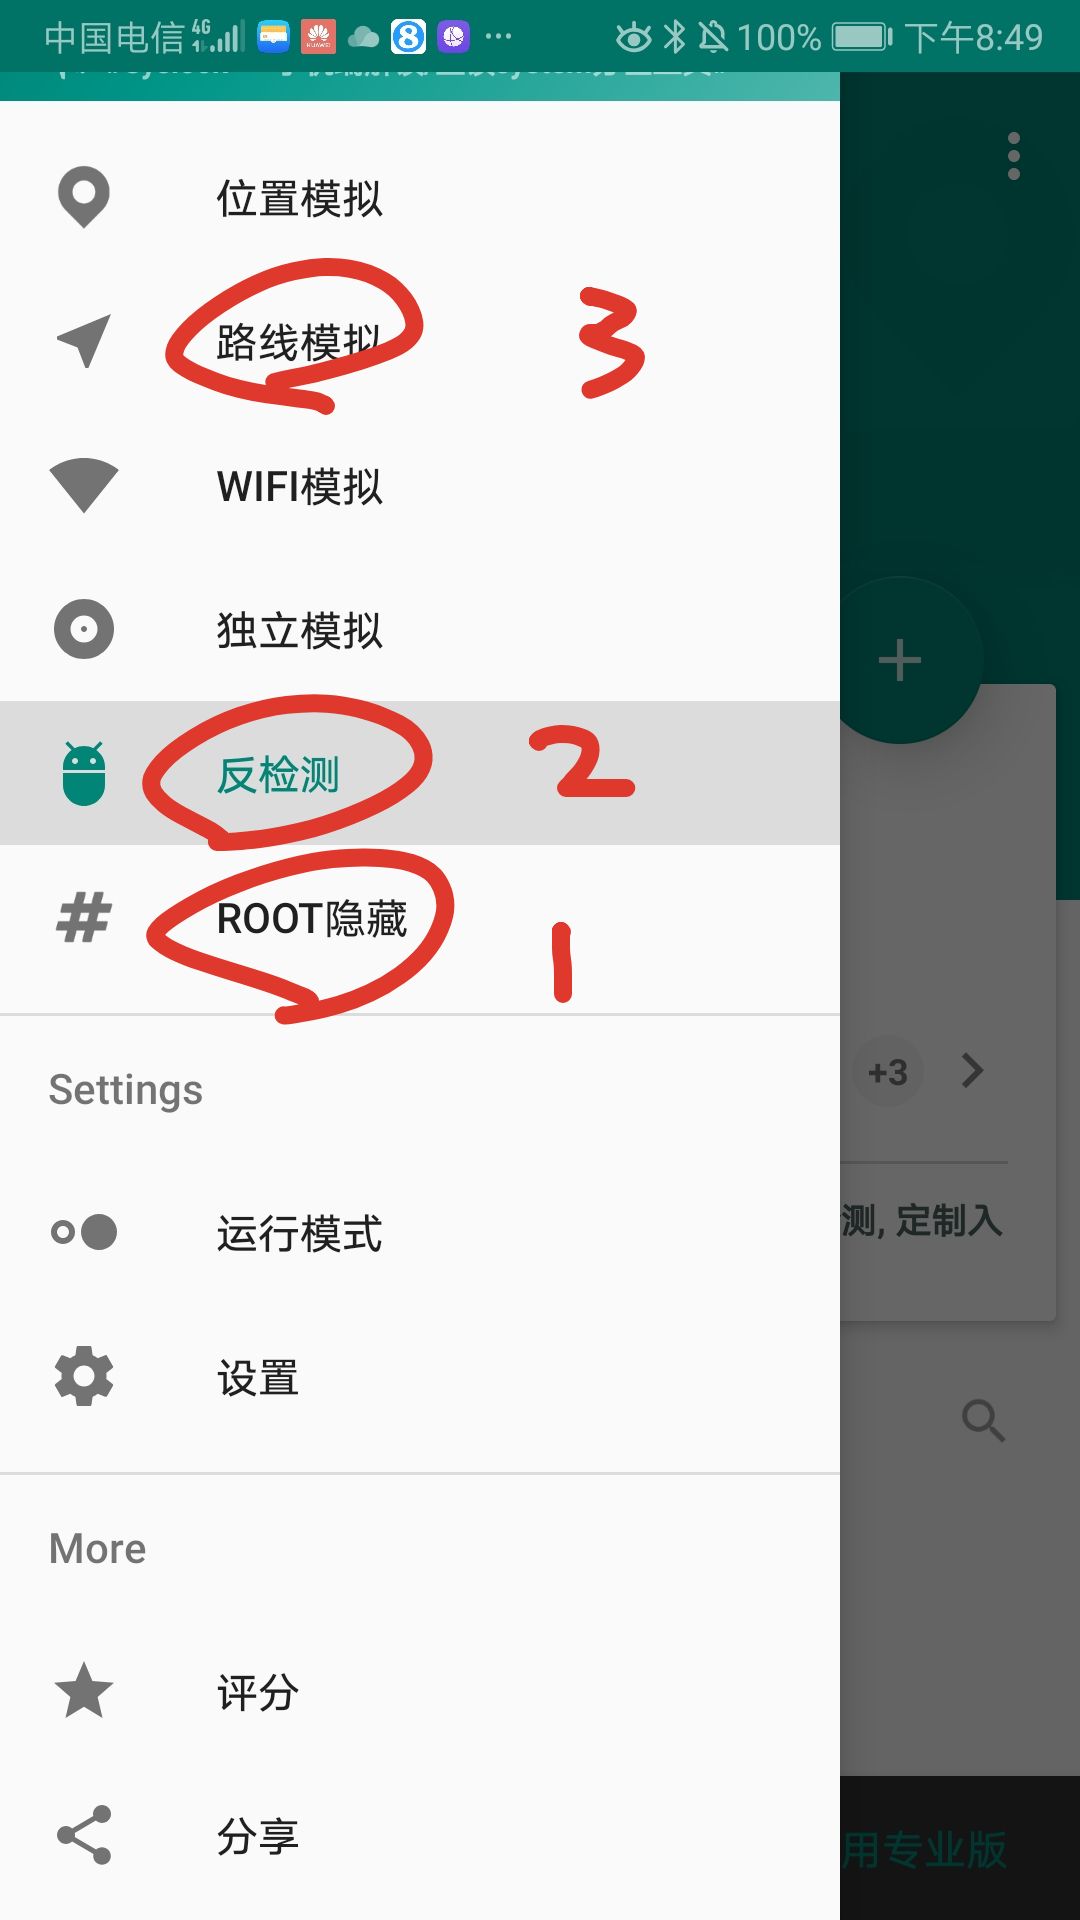 中国电信 4G 下午8:49
100%
HUAWEI
位置模拟
路线模拟
3
WIFI模拟
独立模拟
反检测
2
ROOT隐藏
1
+3
Settings
测, 定制入
运行模式
设置
More
评分
分享
用专业版